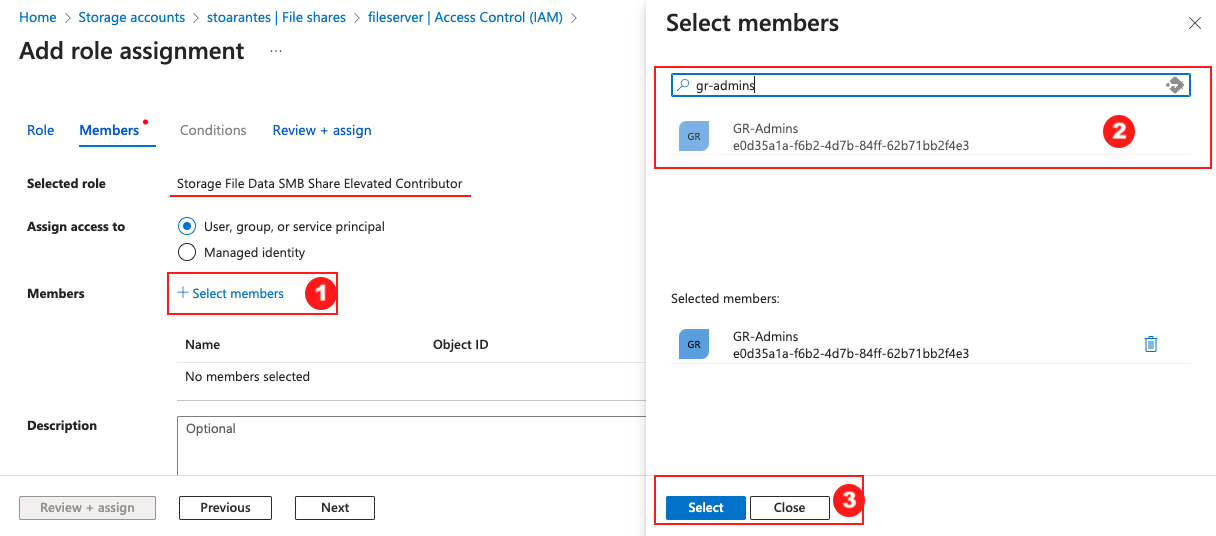 Home > Storage accounts > stoarantes | File shares > fileserver | Access Control (IAM) >
Add role assignment ...
Role Members Conditions Review + assign
Selected role Storage File Data SMB Share Elevated Contributor
Assign access to User, group, or service principal
Managed identity
Members + Select members 1
Name Object ID
No members selected
Description Optional
Review + assign Previous Next
Select members
gr-admins
GR GR-Admins
e0d35a1a-f6b2-4d7b-84ff-62b71bb2f4e3
2
Selected members:
GR GR-Admins
e0d35a1a-f6b2-4d7b-84ff-62b71bb2f4e3
Select Close 3